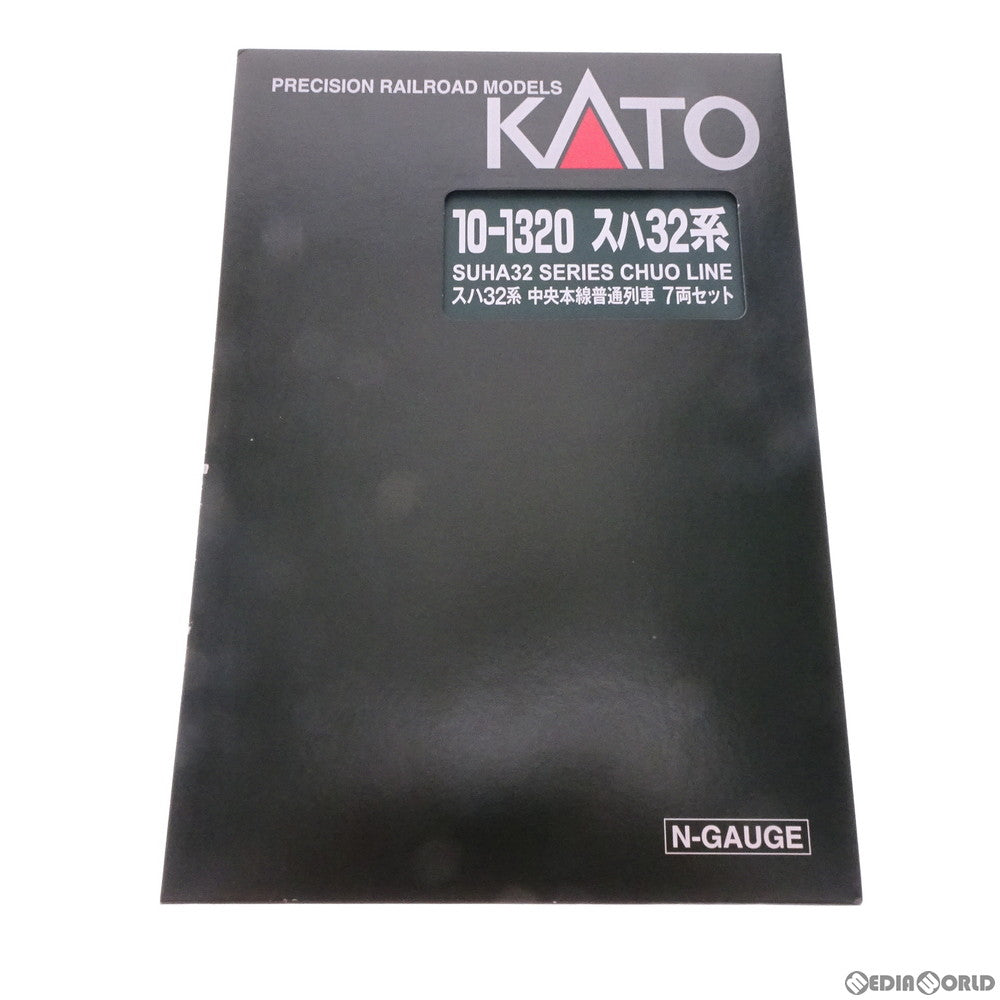 PRECISION RAILROAD MODELS
KATO
10-1320 スハ32系
SUHA32 SERIES CHUO LINE
スハ32系 中央本線普通列車 7両セット
N-GAUGE
MEDIAWORLD